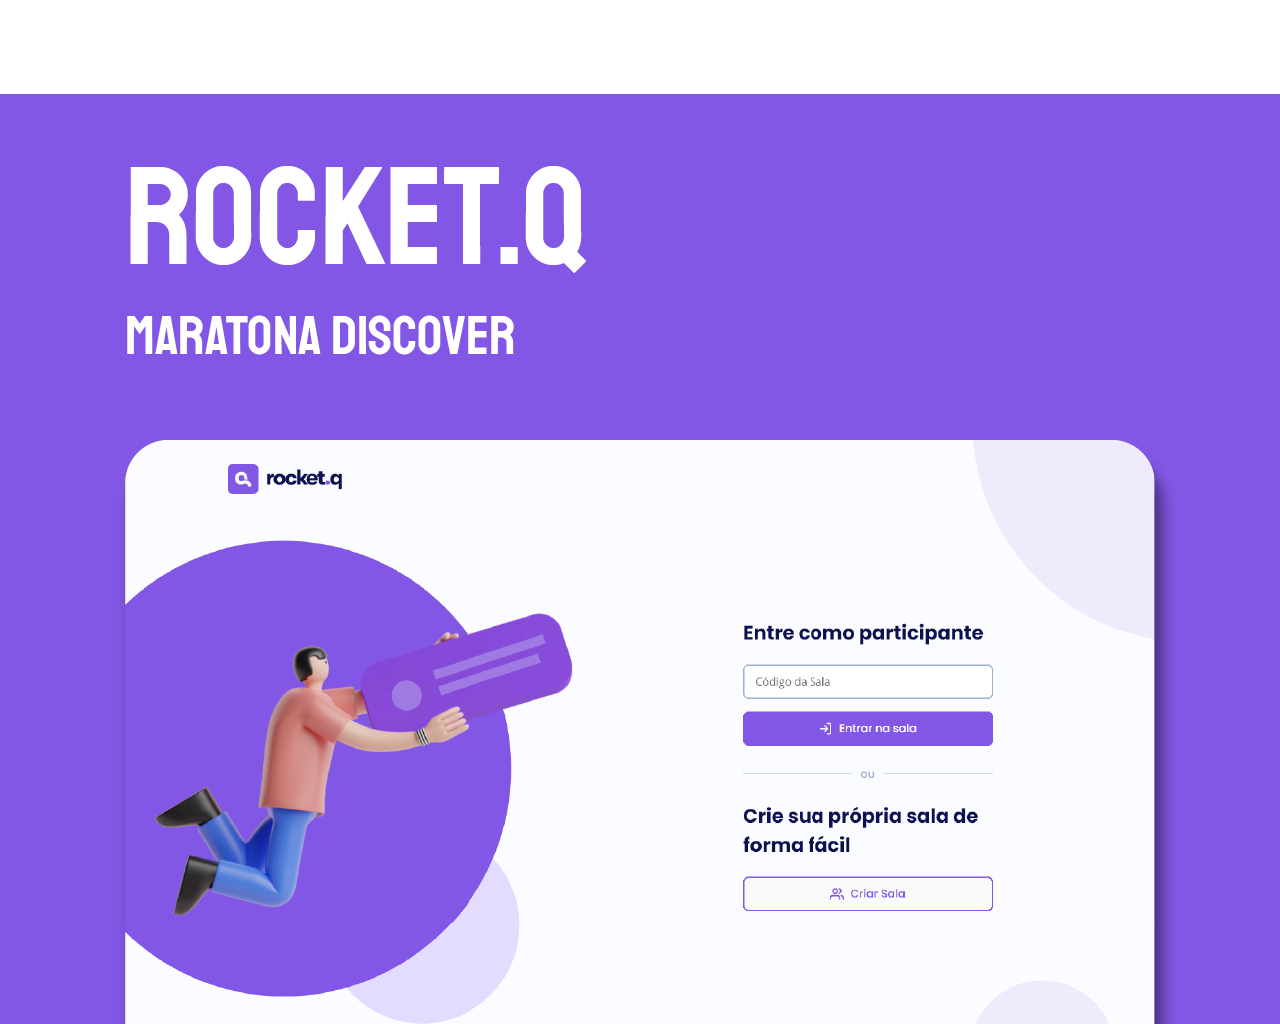 ROCKET.Q
MARATONA DISCOVER
rocket.q
Entre como participante
Código da Sala
Entrar na sala
ou
Crie sua própria sala de
forma fácil
Criar Sala